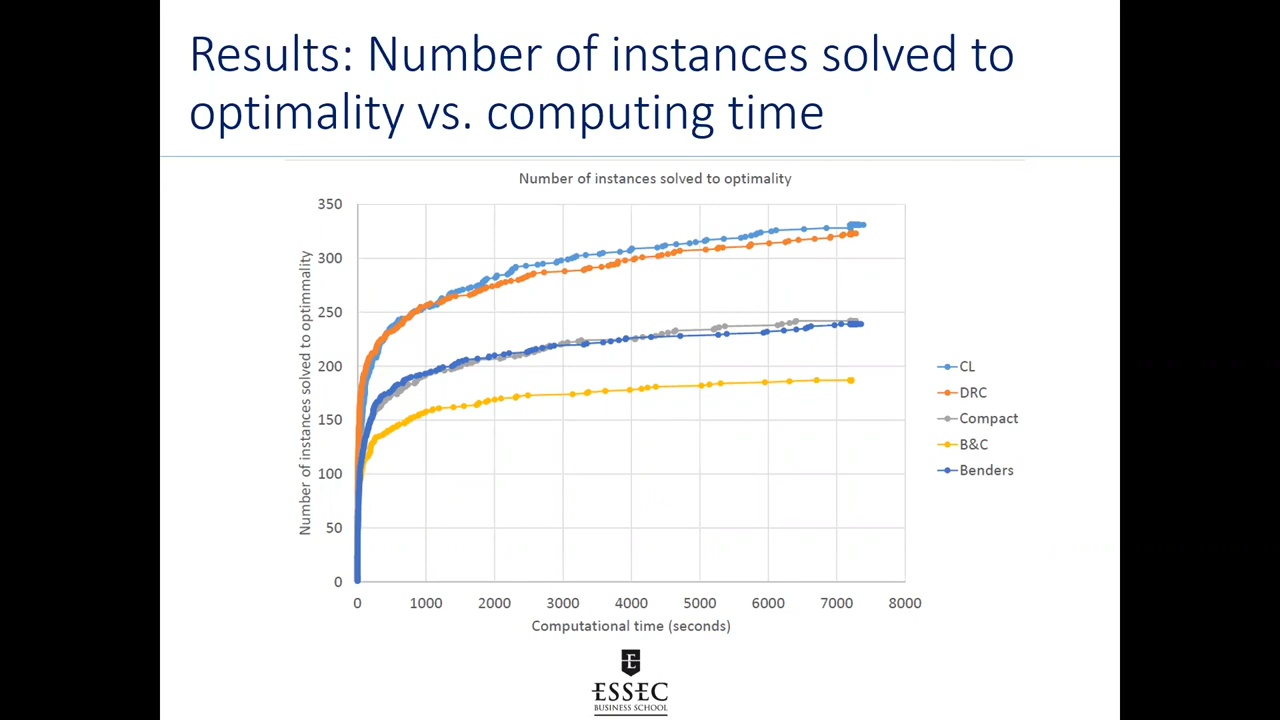 Results: Number of instances solved to
optimality vs. computing time
Number of instances solved to optimality
Number of instances solved to optimmality
350
300
250
200
150
100
50
0
0 1000 2000 3000 4000 5000 6000 7000 8000
Computational time (seconds)
CL
DRC
Compact
B&C
Benders
E
ESSEC
BUSINESS SCHOOL